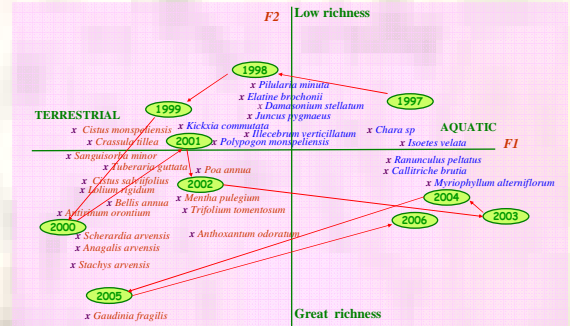 F2 Low richness
1998
x Pilularia minuta
x Elatine brochonii
1997
x Damasonium stellatum
1999
TERRESTRIAL
x Juncus pygmaeus
x Kickxia commutata
x Cistus monspeliensis
x Illecebrum verticillatum
x Chara sp
AQUATIC
x Crassula tillea
2001
x Polypogon monspeliensis
x Isoetes velata
F1
x Sanguisorba minor
x Ranunculus peltatus
x Tuberaria guttata
x Poa annua
x Callitriche brutia
x Cistus salviifolius
2002
x Myriophyllum alterniflorum
x Lolium rigidum
x Mentha pulegium
2004
x Bellis annua
x Trifolium tomentosum
x Antirhinum orontium
2006
2003
2000
x Scherardia arvensis
x Anthoxantum odoratum
x Anagalis arvensis
x Stachys arvensis
2005
x Gaudinia fragilis
Great richness